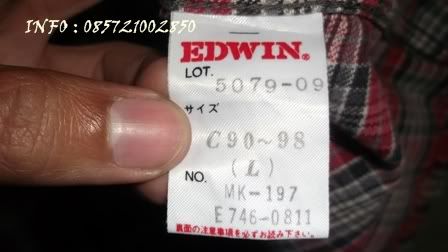 INFO : 085721002850
EDWIN®
LOT. 5079-09
サイズ
C90~98
(L)
NO.
MK-197
E746-0811
裏面の注意事項を必ずお読み下さい。